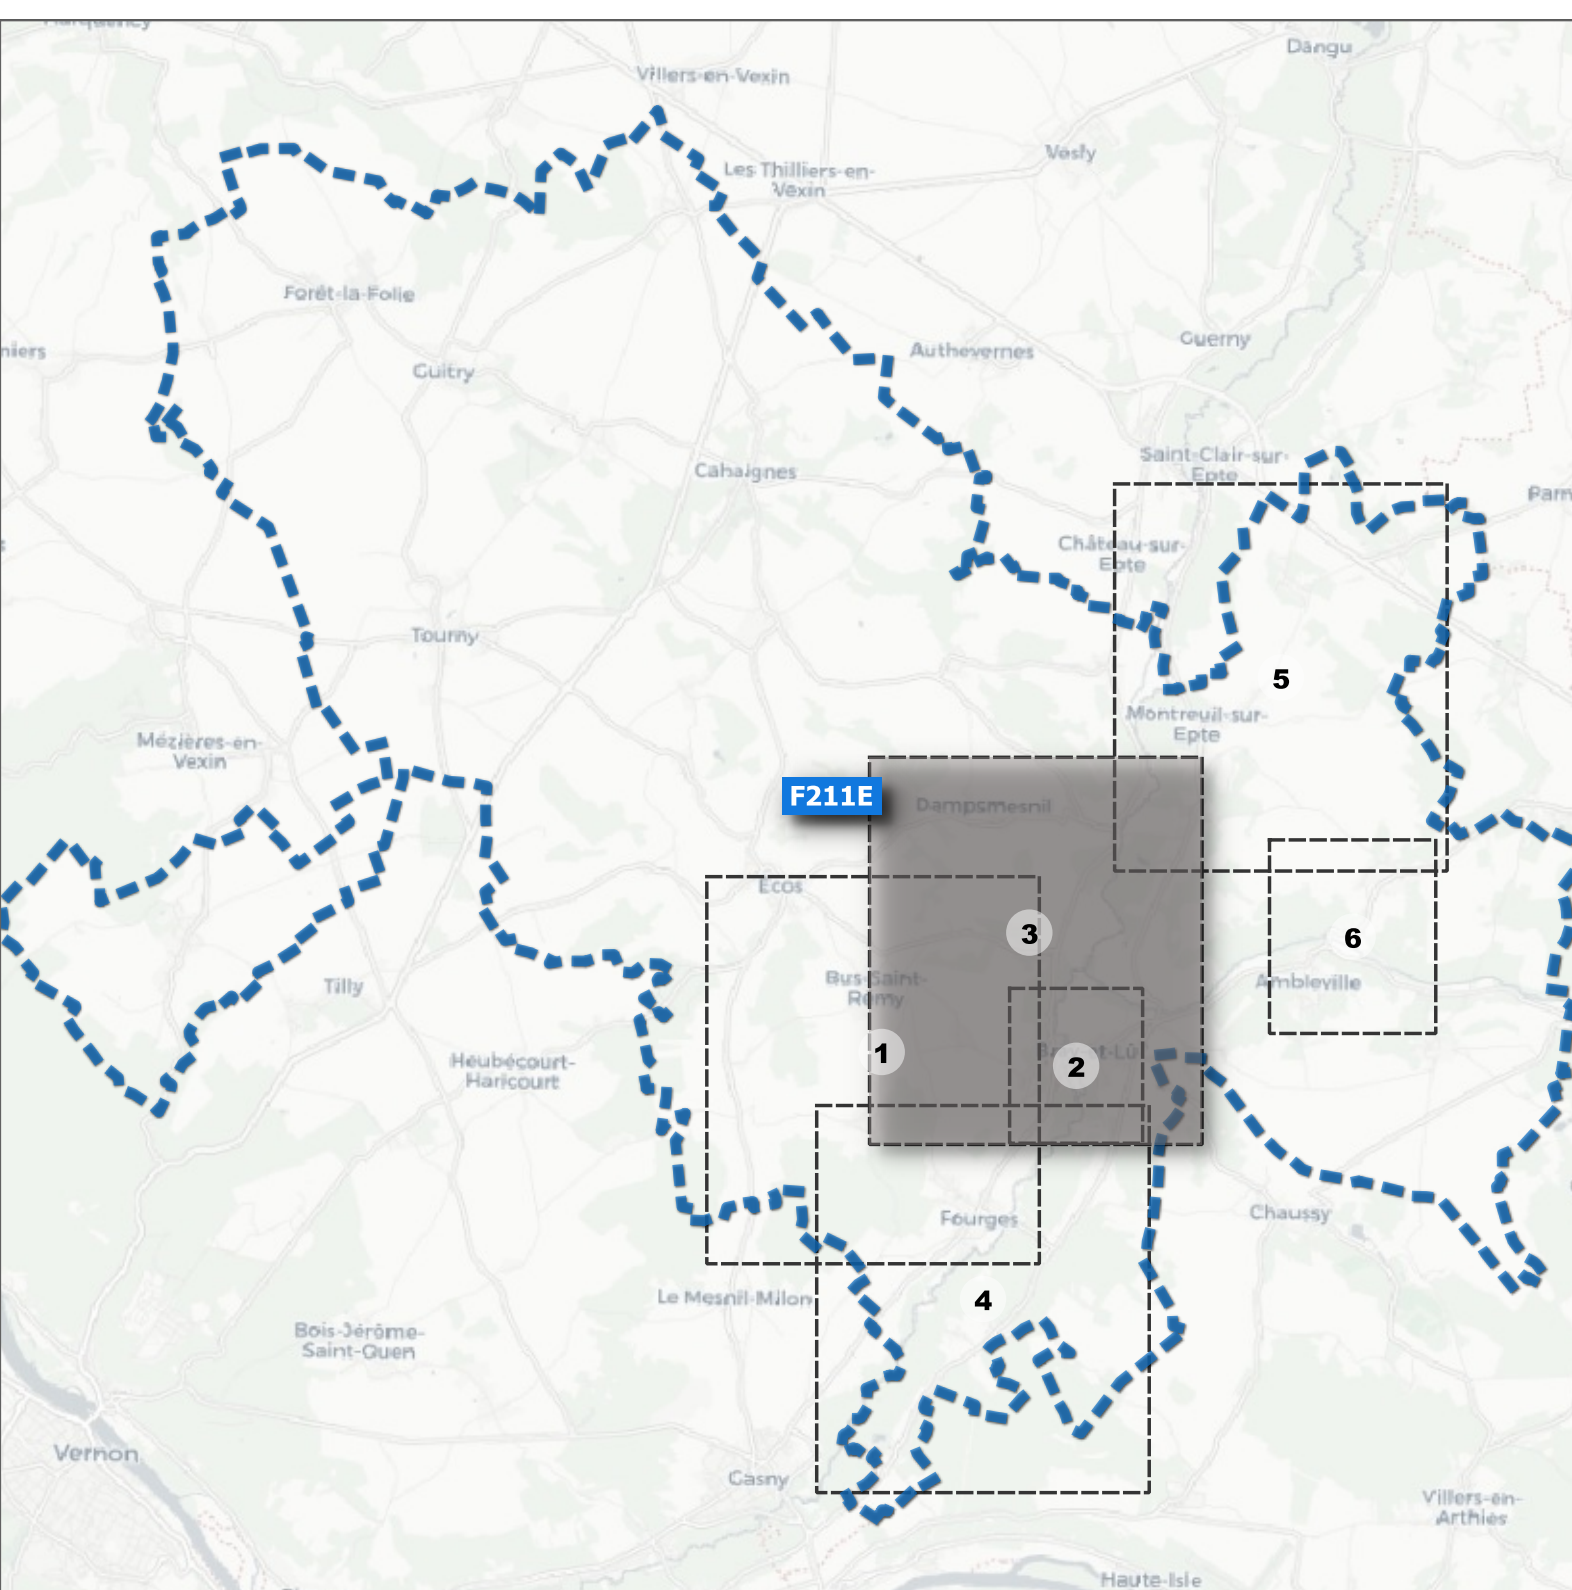 Dangu
Villers-en-Vexin
Vesly
Les Thilliers-en-
Vexin
Forêt-la-Folie
Guerny
niers
Authevernes
Guitry
Saint-Clair-sur-
Epte
Cahaignes
Parn
Château-sur-
Epte
Tourny
5
Montreuil-sur-
Epte
Mézières-en-
Vexin
F211E
Dampsmesnil
Écos
3
6
Bus-Saint-
Rémy
Ambleville
Tilly
1
2
Heubécourt-
Haricourt
Chaussy
Fourges
Le Mesnil-Milon
4
Bois-Jérôme-
Saint-Ouen
Vernon
Gasny
Villers-en-
Arthies
Haute-Isle